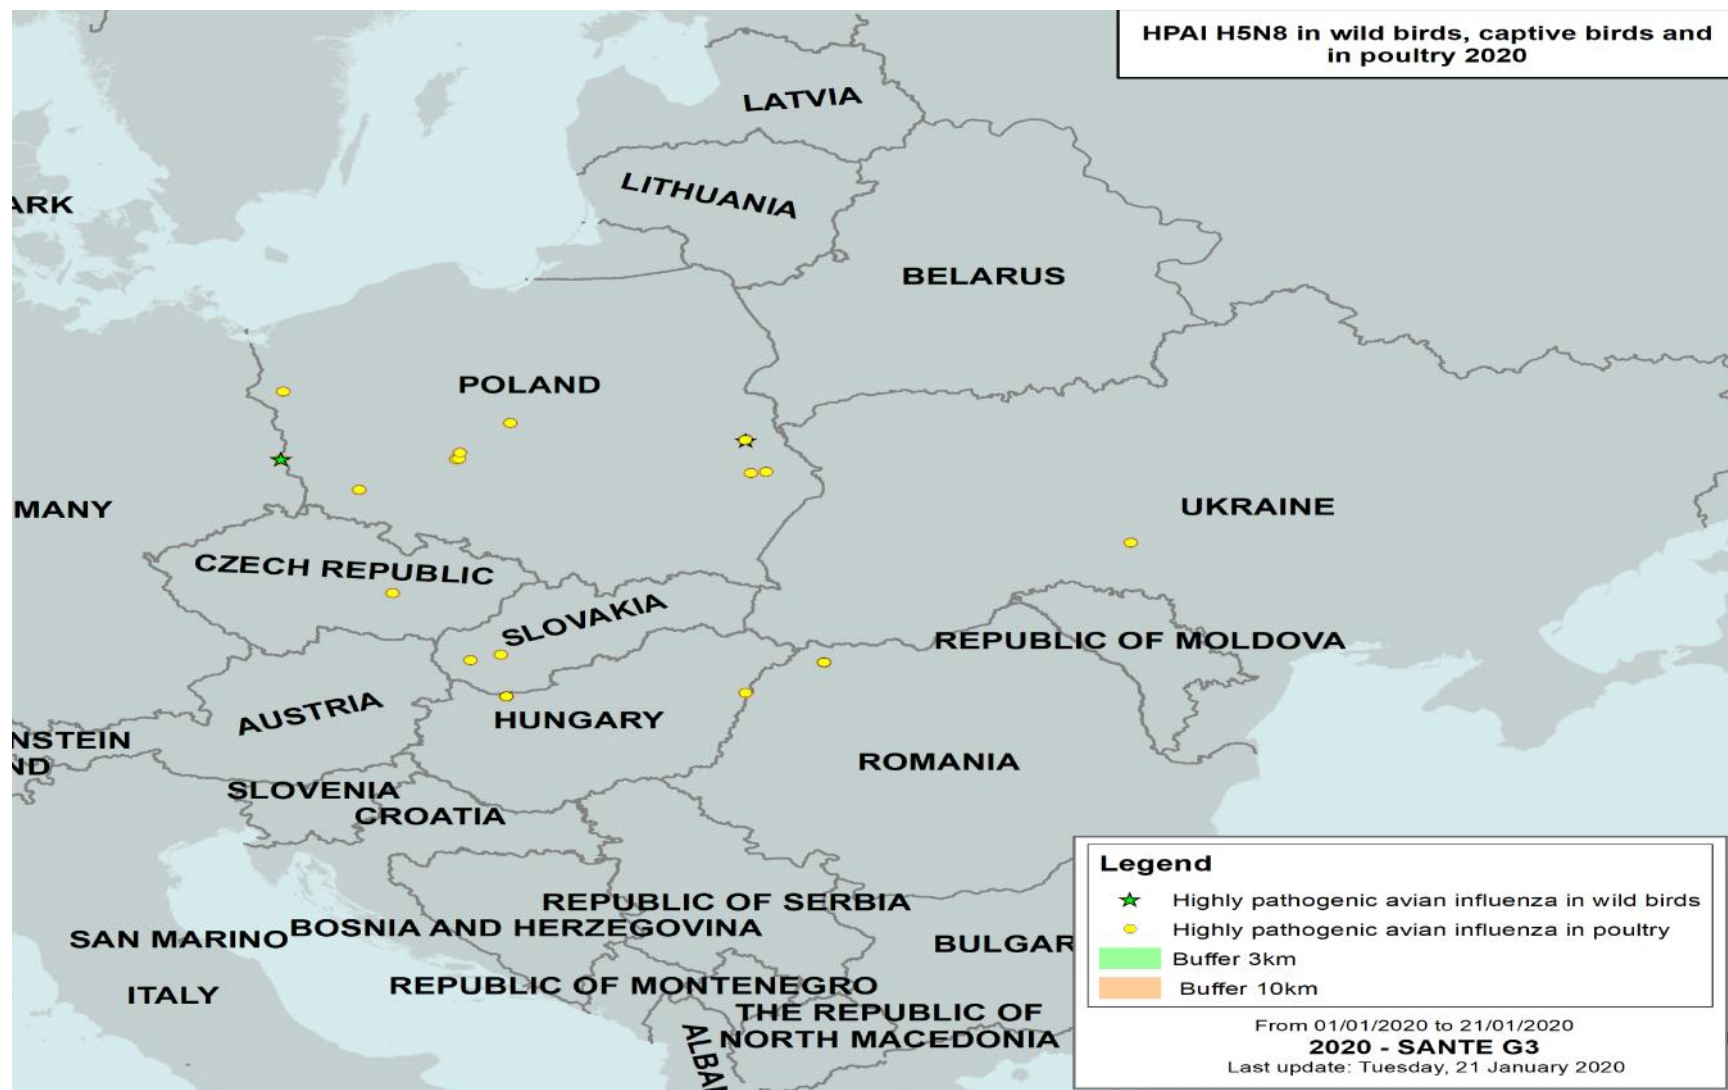 HPAI H5N8 in wild birds, captive birds and
in poultry 2020
LATVIA
LITHUANIA
ARK
BELARUS
POLAND
MANY
UKRAINE
CZECH REPUBLIC
SLOVAKIA
REPUBLIC OF MOLDOVA
AUSTRIA
HUNGARY
NSTEIN
ND
ROMANIA
SLOVENIA
CROATIA
REPUBLIC OF SERBIA
BOSNIA AND HERZEGOVINA
SAN MARINO
BULGAR
REPUBLIC OF MONTENEGRO
ITALY
THE REPUBLIC OF
NORTH MACEDONIA
ALBA
Legend
Highly pathogenic avian influenza in wild birds
Highly pathogenic avian influenza in poultry
Buffer 3km
Buffer 10km
From 01/01/2020 to 21/01/2020
2020 - SANTE G3
Last update: Tuesday, 21 January 2020